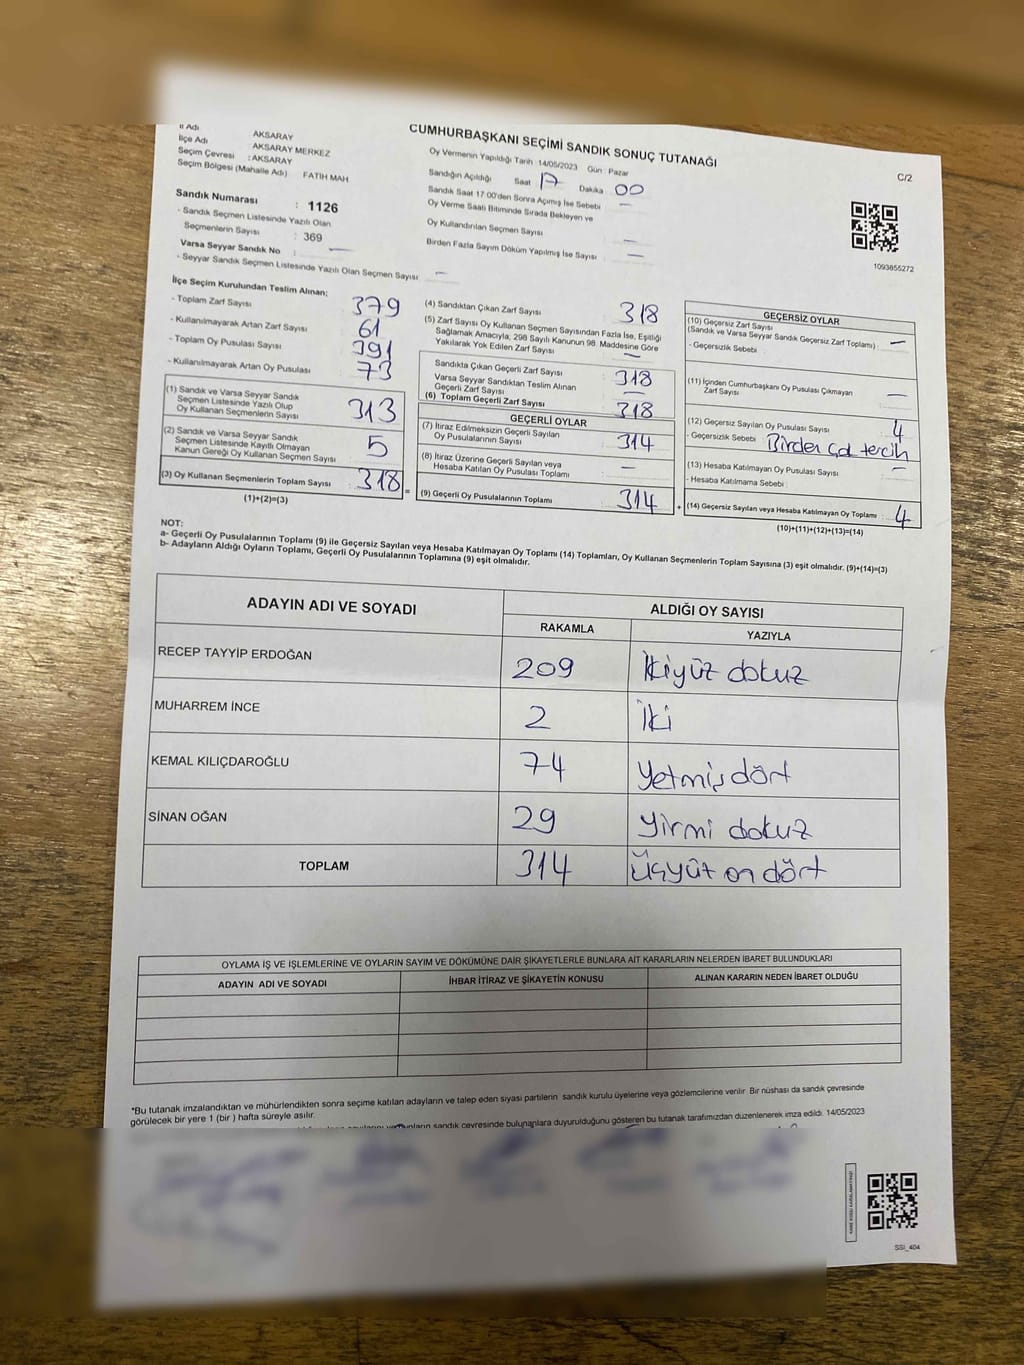 İl Adı
AKSARAY
İlçe Adı : AKSARAY MERKEZ
Seçim Çevresi : AKSARAY
Seçim Bölgesi (Mahalle Adı) FATİH MAH
Sandık Numarası : 1126
- Sandık Seçmen Listesinde Yazılı Olan
Seçmenlerin Sayısı : 369
Varsa Seyyar Sandık No : —
- Seyyar Sandık Seçmen Listesinde Yazılı Olan Seçmen Sayısı : —
CUMHURBAŞKANI SEÇİMİ SANDIK SONUÇ TUTANAĞI
C/2
Oy Vermenin Yapıldığı Tarih : 14/05/2023 Gün : Pazar
Sandığın Açıldığı Saat 17 Dakika 00
Sandık Saat 17:00'den Sonra Açımış İse Sebebi : —
Oy Verme Saati Bitiminde Sırada Bekleyen ve
Oy Kullandırılan Seçmen Sayısı : —
Birden Fazla Sayım Döküm Yapılmış İse Sayısı : —
1093855272
İlçe Seçim Kurulundan Teslim Alınan;
- Toplam Zarf Sayısı : 379
- Kullanılmayarak Artan Zarf Sayısı : 61
- Toplam Oy Pusulası Sayısı : 391
- Kullanılmayarak Artan Oy Pusulası : 73
(1) Sandık ve Varsa Seyyar Sandık
Seçmen Listesinde Yazılı Olup
Oy Kullanan Seçmenlerin Sayısı : 313
(2) Sandık ve Varsa Seyyar Sandık
Seçmen Listesinde Kayıtlı Olmayan
Kanun Gereği Oy Kullanan Seçmen Sayısı : 5
(3) Oy Kullanan Seçmenlerin Toplam Sayısı : 318 =
(1)+(2)=(3)
(4) Sandıktan Çıkan Zarf Sayısı : 318
(5) Zarf Sayısı Oy Kullanan Seçmen Sayısından Fazla İse, Eşitliği
Sağlamak Amacıyla, 298 Sayılı Kanunun 98. Maddesine Göre
Yakılarak Yok Edilen Zarf Sayısı : —
Sandıkta Çıkan Geçerli Zarf Sayısı : 318
Varsa Seyyar Sandıktan Teslim Alınan
Geçerli Zarf Sayısı : —
(6) Toplam Geçerli Zarf Sayısı : 318
GEÇERLİ OYLAR
(7) İtiraz Edilmeksizin Geçerli Sayılan
Oy Pusulalarının Sayısı : 314
(8) İtiraz Üzerine Geçerli Sayılan veya
Hesaba Katılan Oy Pusulası Toplamı : —
(9) Geçerli Oy Pusulalarının Toplamı : 314 +
GEÇERSİZ OYLAR
(10) Geçersiz Zarf Sayısı
(Sandık ve Varsa Seyyar Sandık Geçersiz Zarf Toplamı) : —
- Geçersizlik Sebebi :
(11) İçinden Cumhurbaşkanı Oy Pusulası Çıkmayan
Zarf Sayısı : —
(12) Geçersiz Sayılan Oy Pusulası Sayısı : 4
- Geçersizlik Sebebi : Birden çok tercih
(13) Hesaba Katılmayan Oy Pusulası Sayısı : —
- Hesaba Katılmama Sebebi :
(14) Geçersiz Sayılan veya Hesaba Katılmayan Oy Toplamı : 4
(10)+(11)+(12)+(13)=(14)
NOT:
a- Geçerli Oy Pusulalarının Toplamı (9) ile Geçersiz Sayılan veya Hesaba Katılmayan Oy Toplamı (14) Toplamları, Oy Kullanan Seçmenlerin Toplam Sayısına (3) eşit olmalıdır. (9)+(14)=(3)
b- Adayların Aldığı Oyların Toplamı, Geçerli Oy Pusulalarının Toplamına (9) eşit olmalıdır.
ADAYIN ADI VE SOYADI
ALDIĞI OY SAYISI
RAKAMLA YAZIYLA
RECEP TAYYİP ERDOĞAN 209 İkiyüz dokuz
MUHARREM İNCE 2 İki
KEMAL KILIÇDAROĞLU 74 Yetmiş dört
SİNAN OĞAN 29 Yirmi dokuz
TOPLAM 314 Üçyüz on dört
OYLAMA İŞ VE İŞLEMLERİNE VE OYLARIN SAYIM VE DÖKÜMÜNE DAİR ŞİKAYETLERLE BUNLARA AİT KARARLARIN NELERDEN İBARET BULUNDUKLARI
ADAYIN ADI VE SOYADI İHBAR İTİRAZ VE ŞİKAYETİN KONUSU ALINAN KARARIN NEDEN İBARET OLDUĞU
*Bu tutanak imzalandıktan ve mühürlendikten sonra seçime katılan adayların ve talep eden siyasi partilerin sandık kurulu üyelerine veya gözlemcilerine verilir. Bir nüshası da sandık çevresinde
görülecek bir yere 1 (bir ) hafta süreyle asılır.
sandık çevresinde bulunanlara duyurulduğunu gösteren bu tutanak tarafımızdan düzenlenerek imza edildi. 14/05/2023
SSİ_404